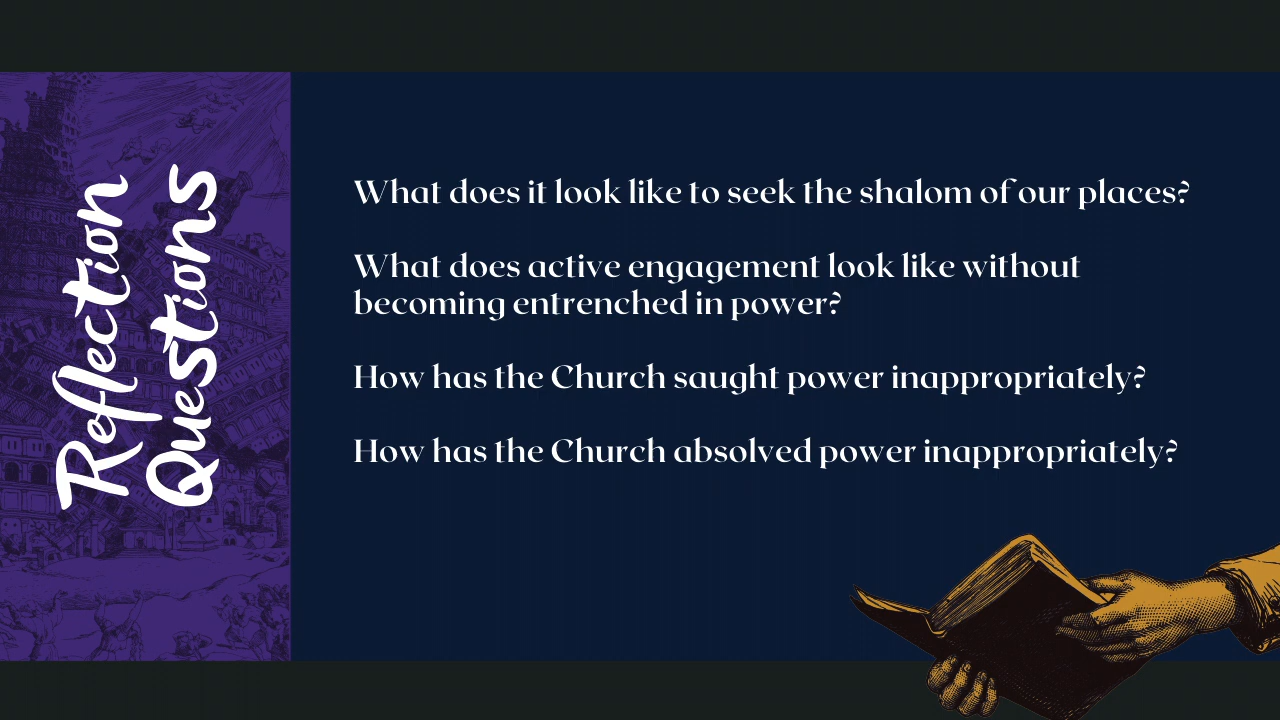 Reflection
Questions
What does it look like to seek the shalom of our places?
What does active engagement look like without
becoming entrenched in power?
How has the Church saught power inappropriately?
How has the Church absolved power inappropriately?